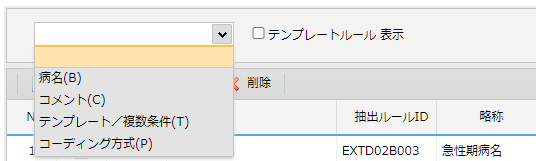 テンプレートルール 表示
病名(B)
コメント(C)
テンプレート／複数条件(T)
コーディング方式(P)
削除
抽出ルールID 略称
EXTD02B003 急性期病名